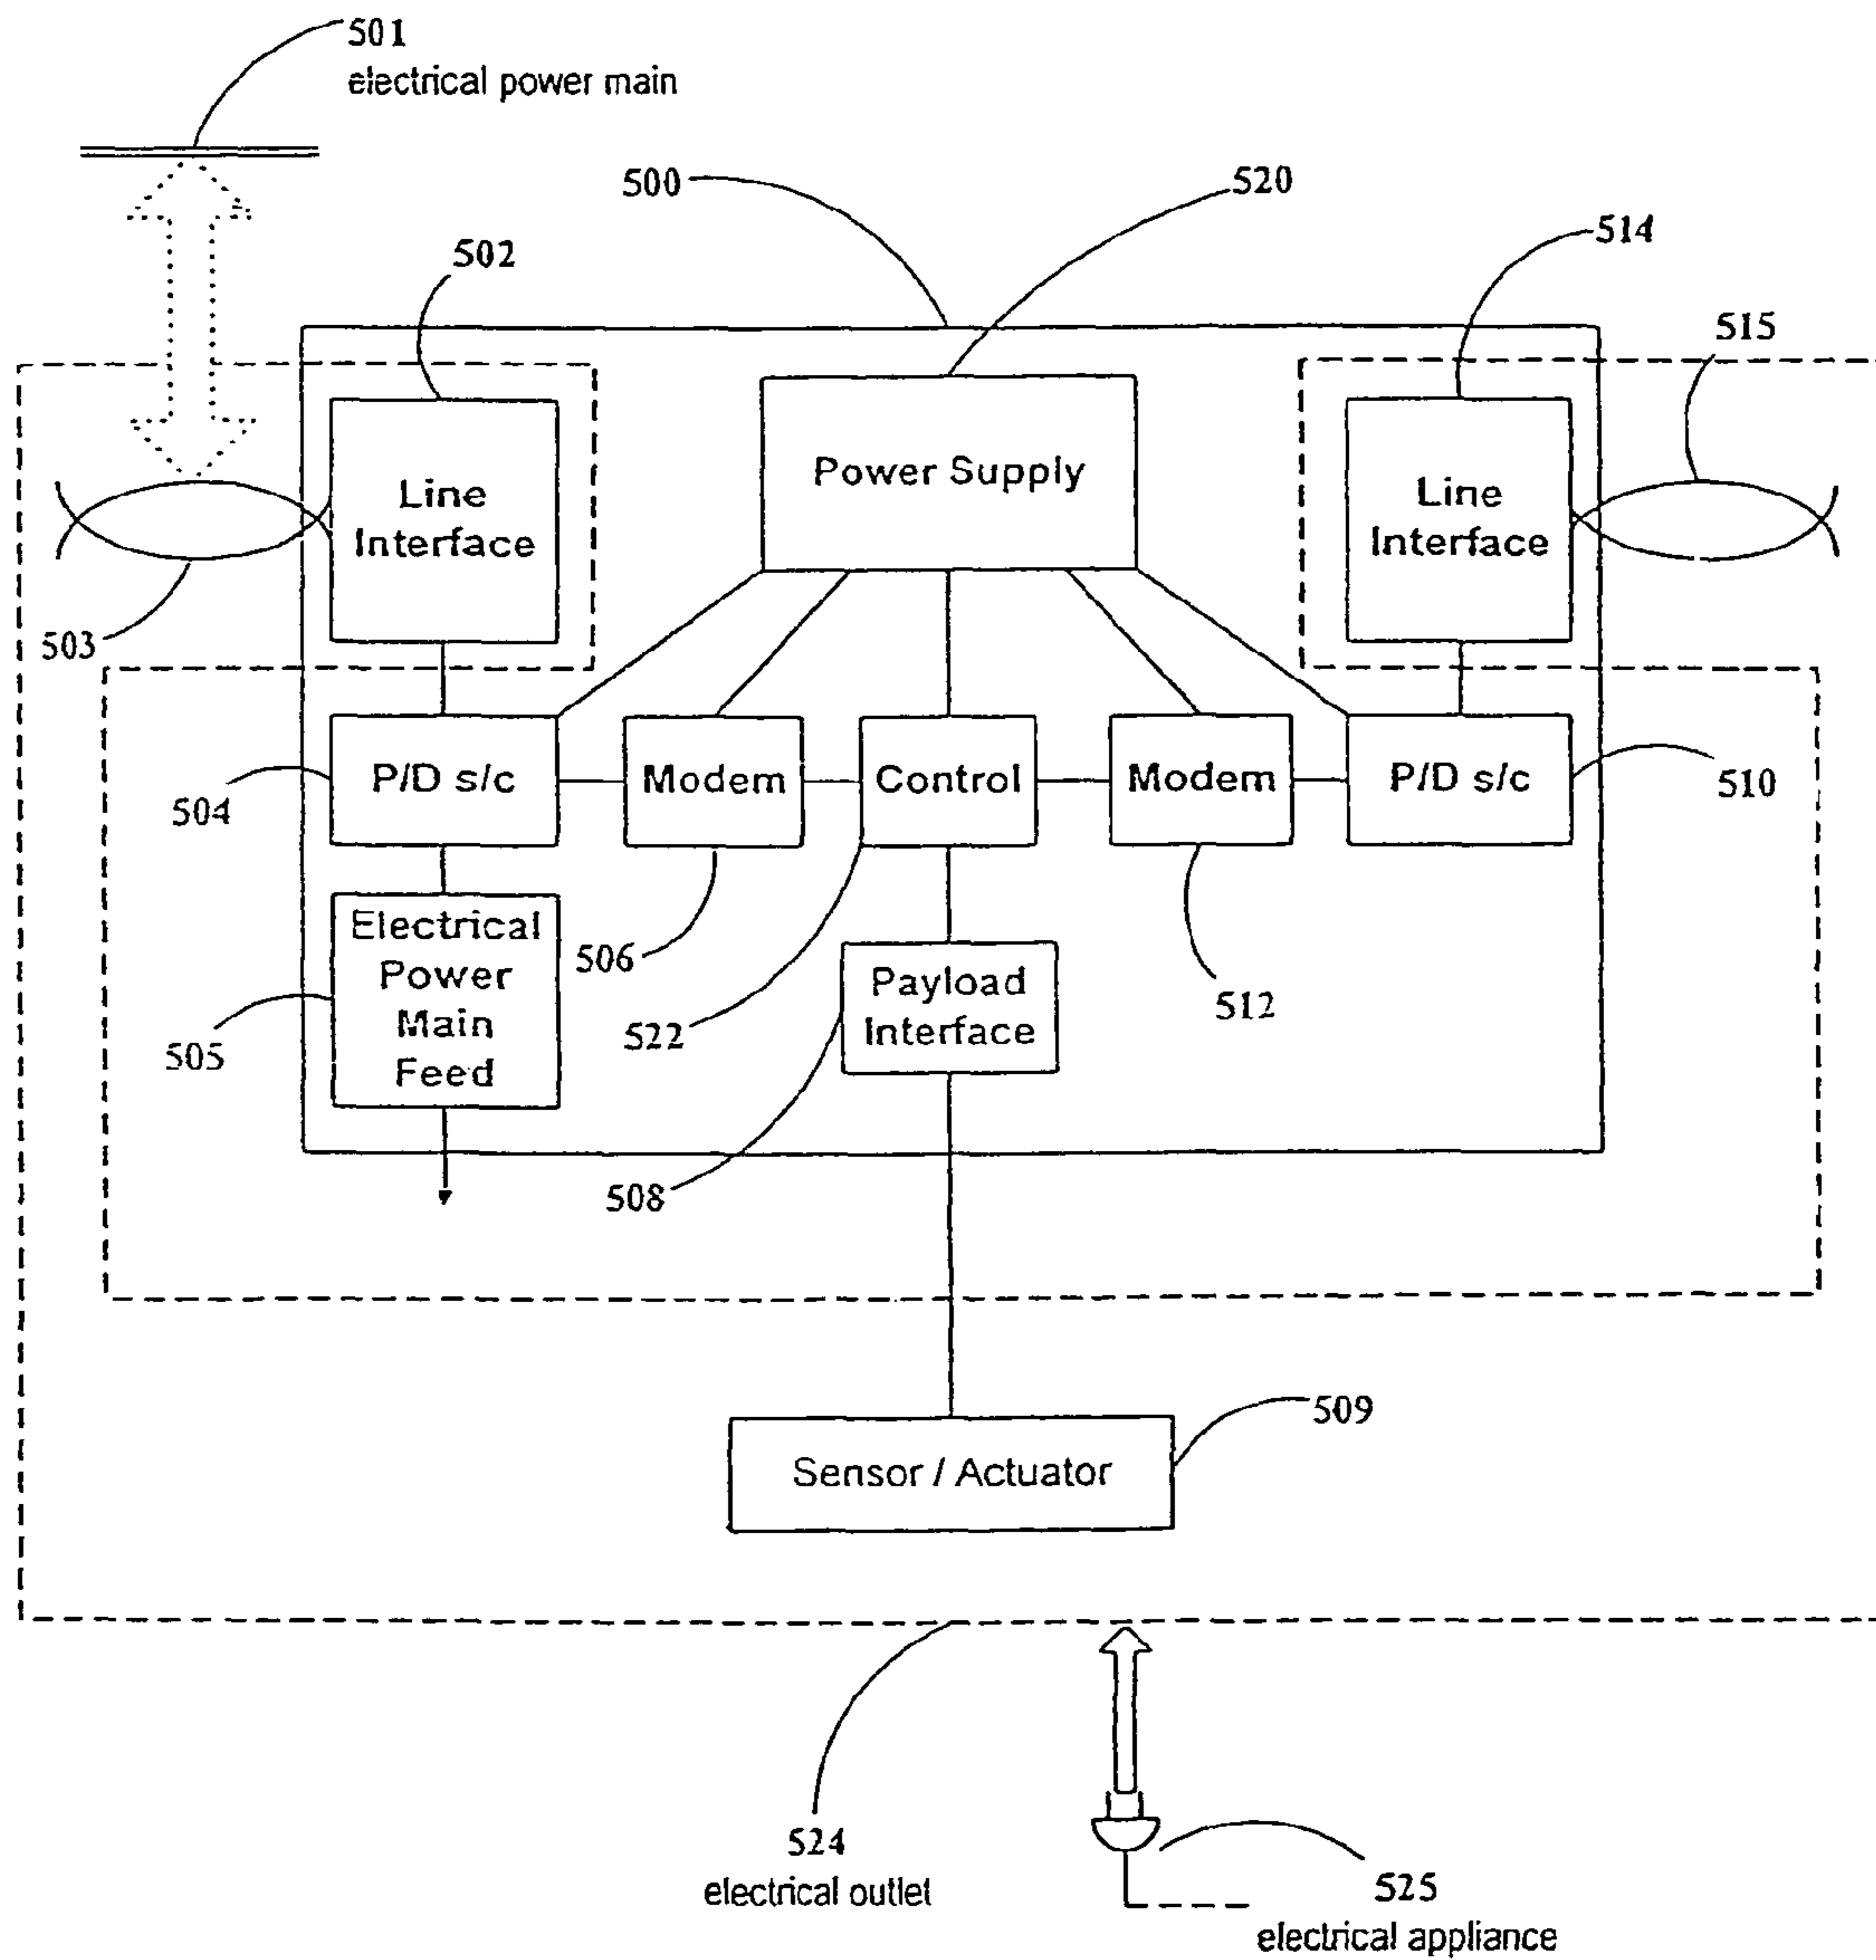 501
electrical power main
500
520
514
502
515
Line
Interface
Power Supply
Line
Interface
503
P/D s/c
Modem
Control
Modem
P/D s/c
504
510
Electrical
Power
Main
Feed
506
Payload
Interface
512
522
505
508
509
Sensor / Actuator
524
electrical outlet
525
electrical appliance